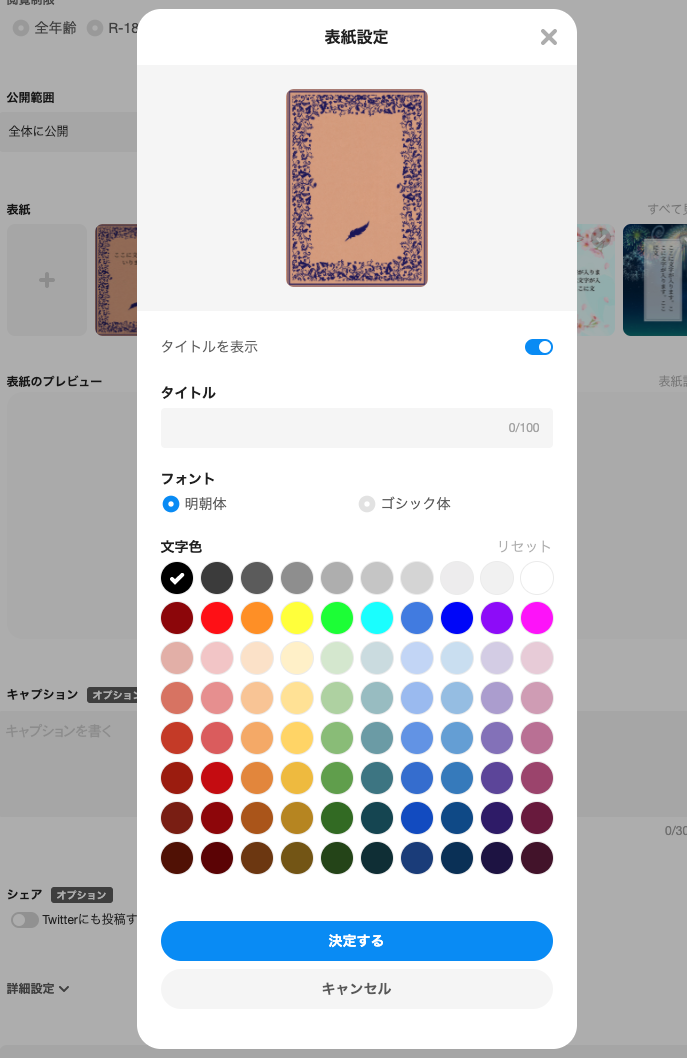 閲覧制限
全年齢
R-18
公開範囲
全体に公開
表紙
すべて見
表紙のプレビュー
表紙設
キャプション
オプション
キャプションを書く
0/30
シェア
オプション
Twitterにも投稿す
詳細設定
表紙設定
タイトルを表示
タイトル
0/100
フォント
明朝体
ゴシック体
文字色
リセット
決定する
キャンセル